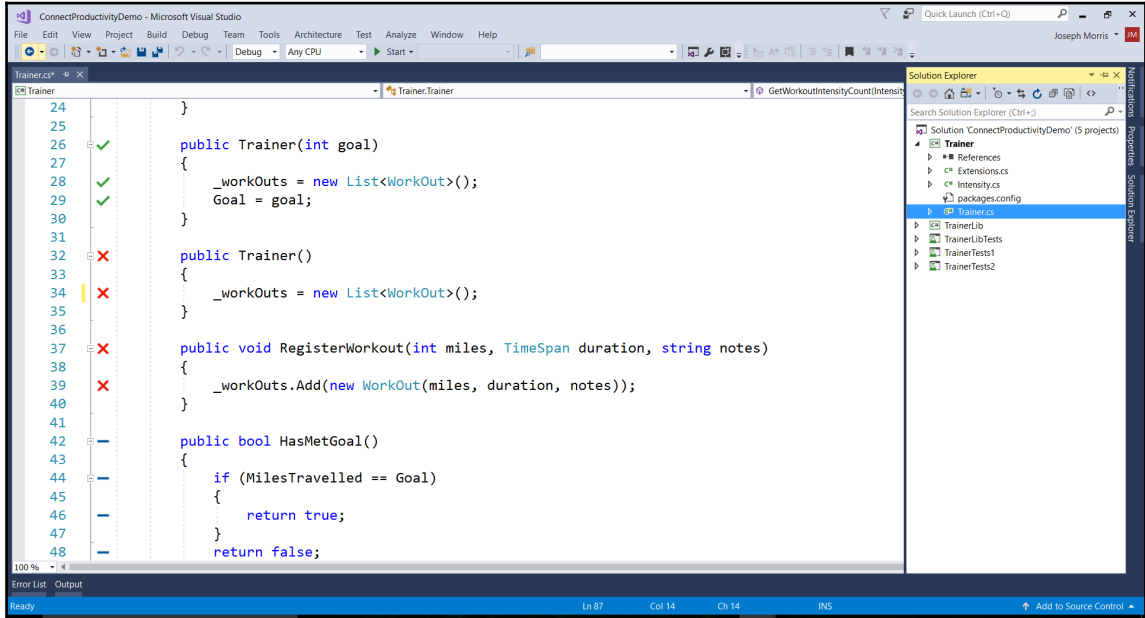 ConnectProductivityDemo - Microsoft Visual Studio
Quick Launch (Ctrl+Q)
File Edit View Project Build Debug Team Tools Architecture Test Analyze Window Help
Joseph Morris JM
Debug Any CPU Start
Trainer.cs*
C# Trainer Trainer.Trainer GetWorkoutIntensityCount(Intensity
24 }
25
26 public Trainer(int goal)
27 {
28 _workOuts = new List<WorkOut>();
29 Goal = goal;
30 }
31
32 public Trainer()
33 {
34 _workOuts = new List<WorkOut>();
35 }
36
37 public void RegisterWorkout(int miles, TimeSpan duration, string notes)
38 {
39 _workOuts.Add(new WorkOut(miles, duration, notes));
40 }
41
42 public bool HasMetGoal()
43 {
44 if (MilesTravelled == Goal)
45 {
46 return true;
47 }
48 return false;
100 %
Solution Explorer
Search Solution Explorer (Ctrl+;)
Solution 'ConnectProductivityDemo' (5 projects)
C# Trainer
References
C# Extensions.cs
C# Intensity.cs
packages.config
Trainer.cs
C# TrainerLib
TrainerLibTests
TrainerTests1
TrainerTests2
Notifications
Properties
Solution Explorer
Error List Output
Ready Ln 87 Col 14 Ch 14 INS Add to Source Control